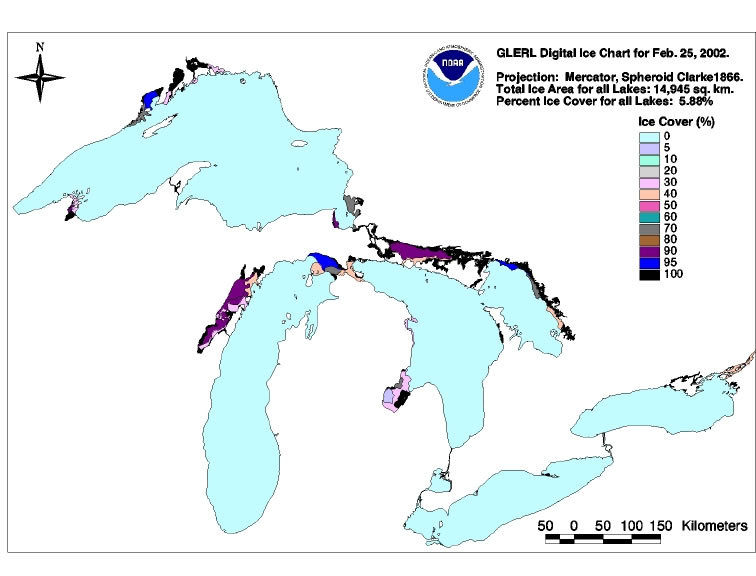 N
NOAA
GLERL Digital Ice Chart for Feb. 25, 2002.
Projection: Mercator, Spheroid Clarke1866.
Total Ice Area for all Lakes: 14,945 sq. km.
Percent Ice Cover for all Lakes: 5.88%
Ice Cover (%)
0
5
10
20
30
40
50
60
70
80
90
95
100
50 0 50 100 150 Kilometers